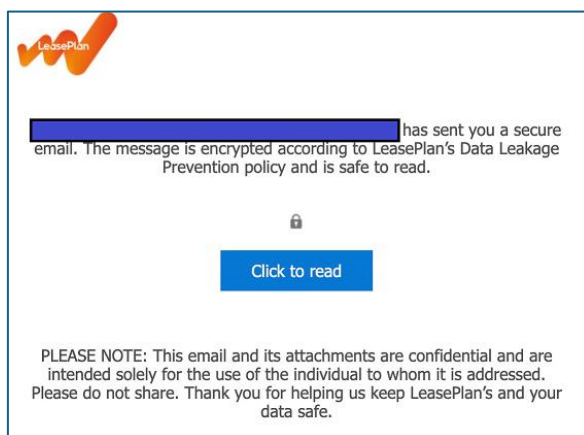 LeasePlan
has sent you a secure
email. The message is encrypted according to LeasePlan's Data Leakage
Prevention policy and is safe to read.
Click to read
PLEASE NOTE: This email and its attachments are confidential and are
intended solely for the use of the individual to whom it is addressed.
Please do not share. Thank you for helping us keep LeasePlan's and your
data safe.